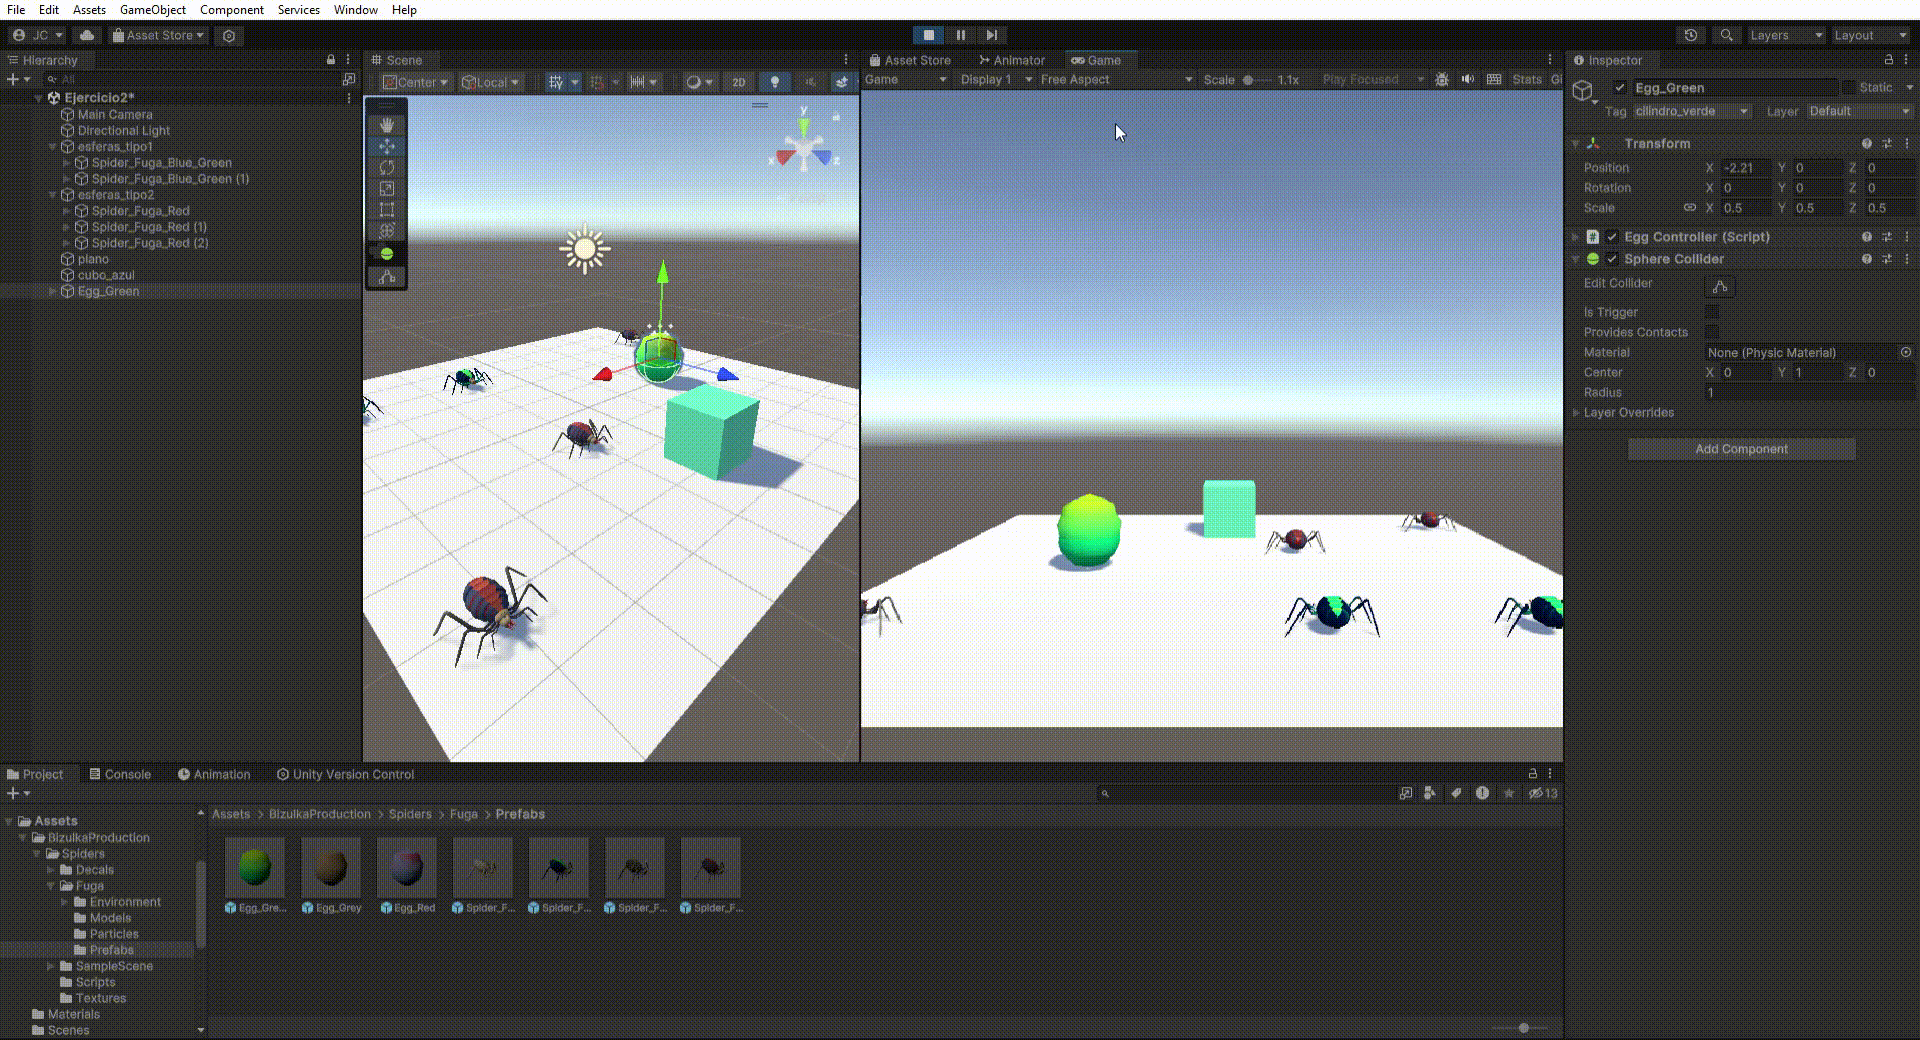 File Edit Assets GameObject Component Services Window Help
JC Asset Store Layers Layout
Hierarchy
All
Ejercicio2*
Main Camera
Directional Light
esferas_tipo1
Spider_Fuga_Blue_Green
Spider_Fuga_Blue_Green (1)
esferas_tipo2
Spider_Fuga_Red
Spider_Fuga_Red (1)
Spider_Fuga_Red (2)
plano
cubo_azul
Egg_Green
Scene
Center Local 2D
y
x z
Asset Store Animator Game
Game Display 1 Free Aspect Scale 1.1x Play Focused Stats Gi
Inspector
Egg_Green Static
Tag cilindro_verde Layer Default
Transform
Position X -2.21 Y 0 Z 0
Rotation X 0 Y 0 Z 0
Scale X 0.5 Y 0.5 Z 0.5
Egg Controller (Script)
Sphere Collider
Edit Collider
Is Trigger
Provides Contacts
Material None (Physic Material)
Center X 0 Y 1 Z 0
Radius 1
Layer Overrides
Add Component
Project Console Animation Unity Version Control
13
Assets
BizulkaProduction
Spiders
Decals
Fuga
Environment
Models
Particles
Prefabs
SampleScene
Scripts
Textures
Materials
Scenes
Assets > BizulkaProduction > Spiders > Fuga > Prefabs
Egg_Gre... Egg_Grey Egg_Red Spider_F... Spider_F... Spider_F... Spider_F...